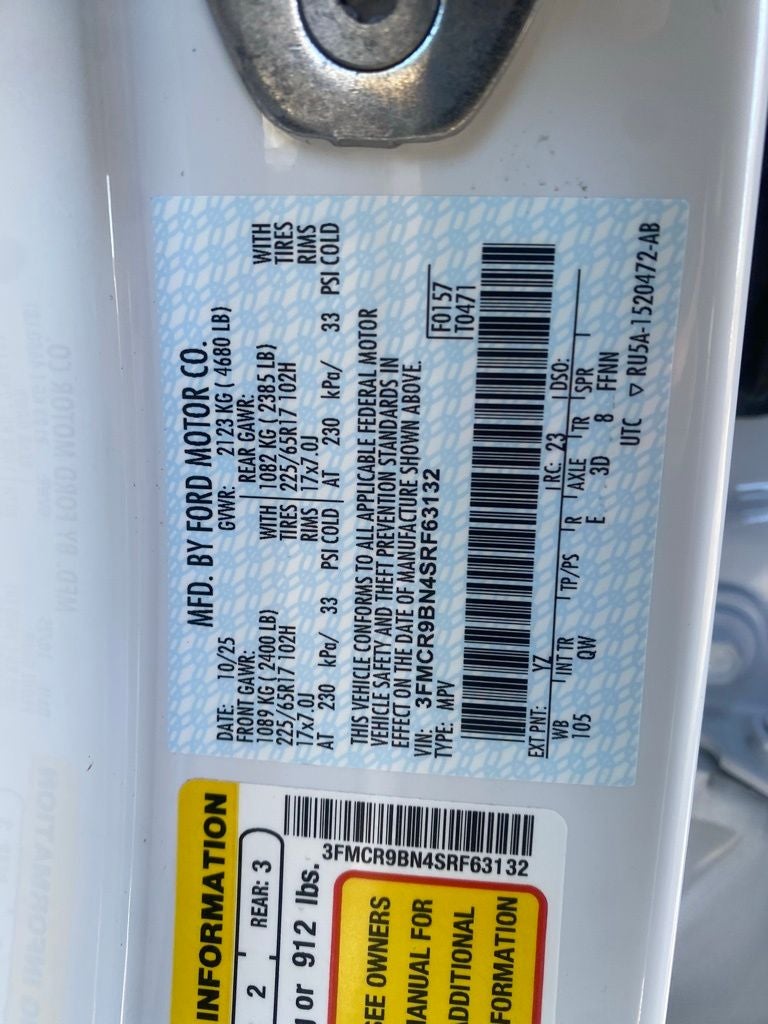 MFD. BY FORD MOTOR CO.
DATE: 10/25 GVWR: 2123 KG ( 4680 LB)
FRONT GAWR: REAR GAWR:
1089 KG ( 2400 LB) WITH 1082 KG ( 2385 LB) WITH
225/65R17 102H TIRES 225/65R17 102H TIRES
17x7.0J RIMS 17x7.0J RIMS
AT 230 kPa/ 33 PSI COLD AT 230 kPa/ 33 PSI COLD
THIS VEHICLE CONFORMS TO ALL APPLICABLE FEDERAL MOTOR
VEHICLE SAFETY AND THEFT PREVENTION STANDARDS IN
EFFECT ON THE DATE OF MANUFACTURE SHOWN ABOVE.
VIN: 3FMCR9BN4SRF63132 F0157
TYPE: MPV T0471
EXT PNT: YZ RC: 23 DSO:
WB INT TR TP/PS R AXLE TR SPR
105 QW E 3D 8 FFNN
UTC ▽ RU5A-1520472-AB
INFORMATION
2 REAR: 3
or 912 lbs.
3FMCR9BN4SRF63132
SEE OWNERS
MANUAL FOR
ADDITIONAL
INFORMATION